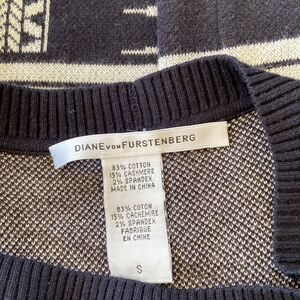 DIANE VON FURSTENBERG
83% COTTON
15% CASHMERE
2% SPANDEX
MADE IN CHINA
83% COTON
15% CACHEMIRE
2% SPANDEX
FABRIQUE
EN CHINE
S